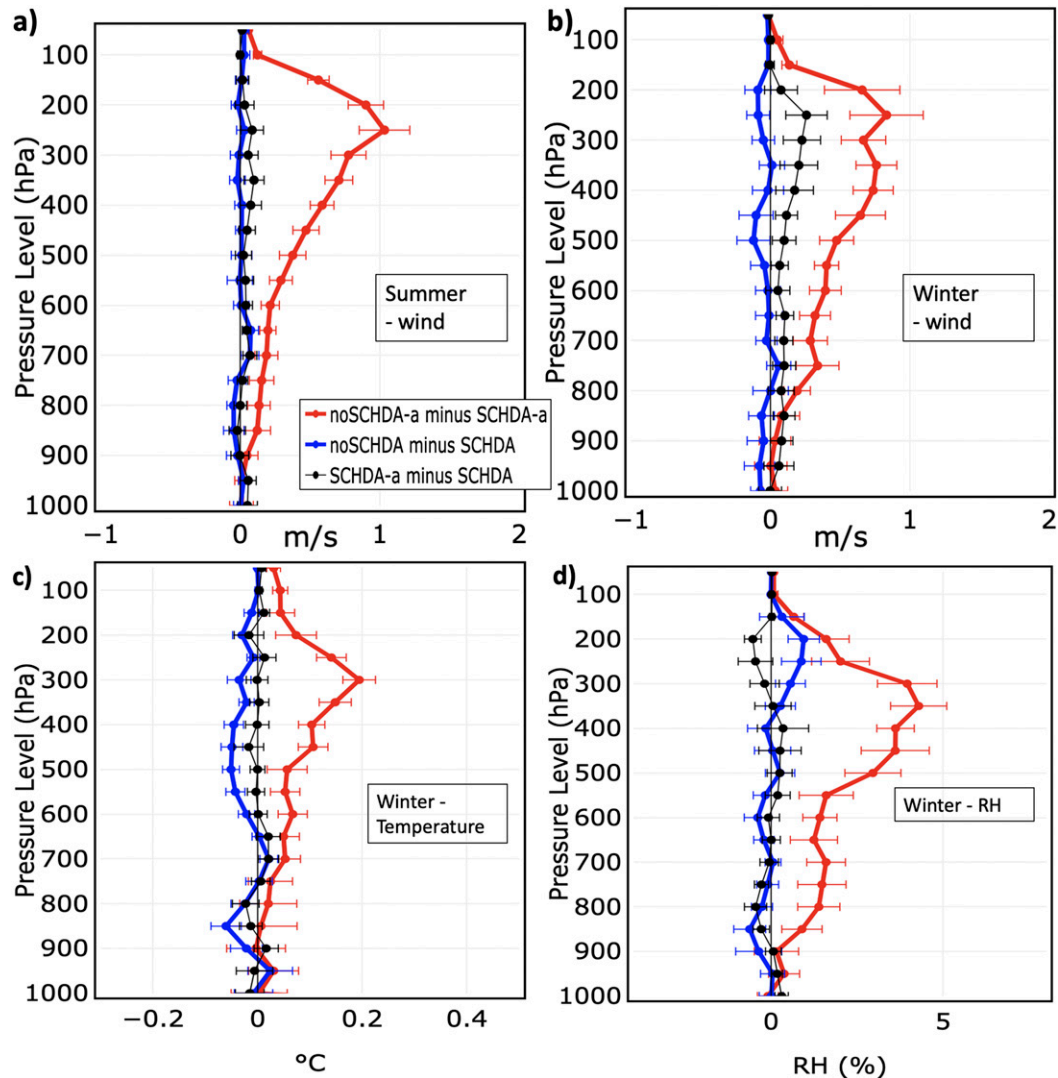 a)
Pressure Level (hPa)
100
200
300
400
500
600
700
800
900
1000
Summer
- wind
noSCHDA-a minus SCHDA-a
noSCHDA minus SCHDA
SCHDA-a minus SCHDA
−1
0
1
2
m/s
b)
Pressure Level (hPa)
100
200
300
400
500
600
700
800
900
1000
Winter
- wind
−1
0
1
2
m/s
c)
Pressure Level (hPa)
100
200
300
400
500
600
700
800
900
1000
Winter -
Temperature
−0.2
0
0.2
0.4
°C
d)
Pressure Level (hPa)
100
200
300
400
500
600
700
800
900
1000
Winter - RH
0
5
RH (%)